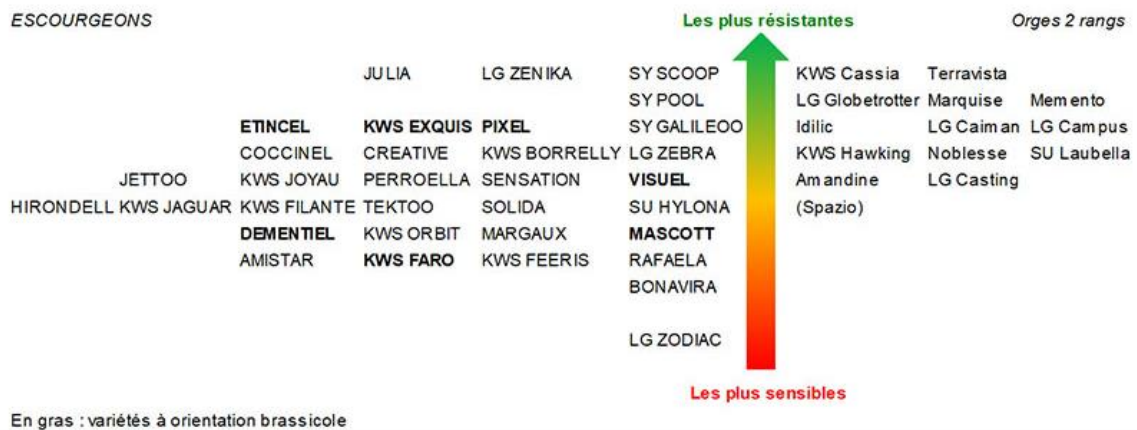 ESCOURGEONS Les plus résistantes Orges 2 rangs
JULIA LG ZENIKA SY SCOOP KWS Cassia Terravista
SY POOL LG Globetrotter Marquise Memento
ETINCEL KWS EXQUIS PIXEL SY GALILEOO Idilic LG Caiman LG Campus
COCCINEL CREATIVE KWS BORRELLY LG ZEBRA KWS Hawking Noblesse SU Laubella
JETTOO KWS JOYAU PERROELLA SENSATION VISUEL Amandine LG Casting
HIRONDELL KWS JAGUAR KWS FILANTE TEKTOO SOLIDA SU HYLONA (Spazio)
DEMENTIEL KWS ORBIT MARGAUX MASCOTT
AMISTAR KWS FARO KWS FEERIS RAFAELA
BONAVIRA
LG ZODIAC
Les plus sensibles
En gras : variétés à orientation brassicole